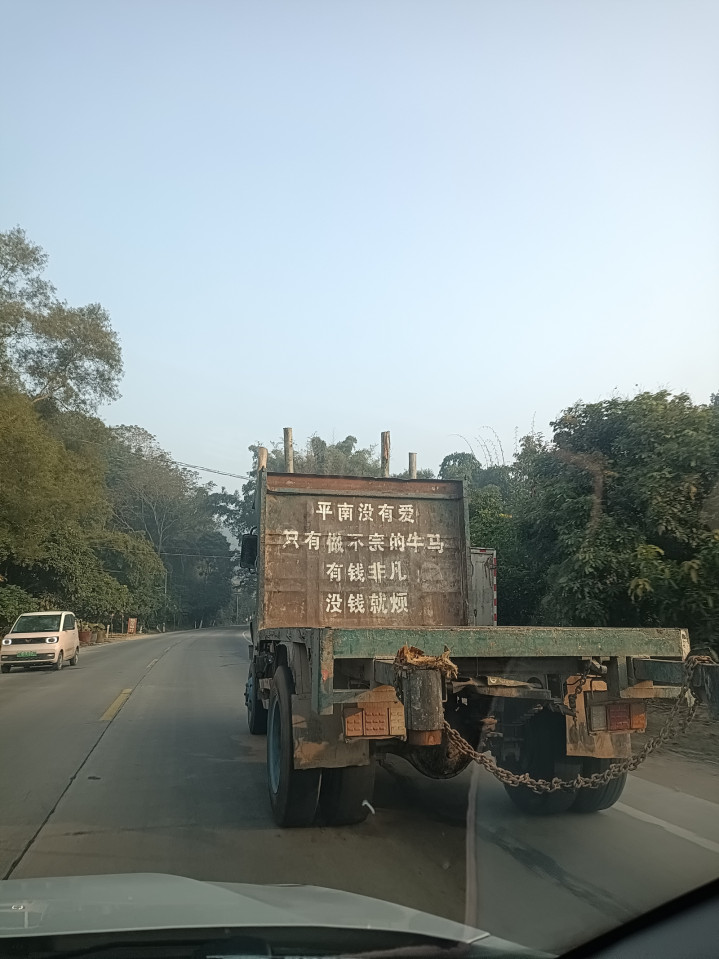 平南没有爱
只有做不宗的牛马
有钱非凡
没钱就烦